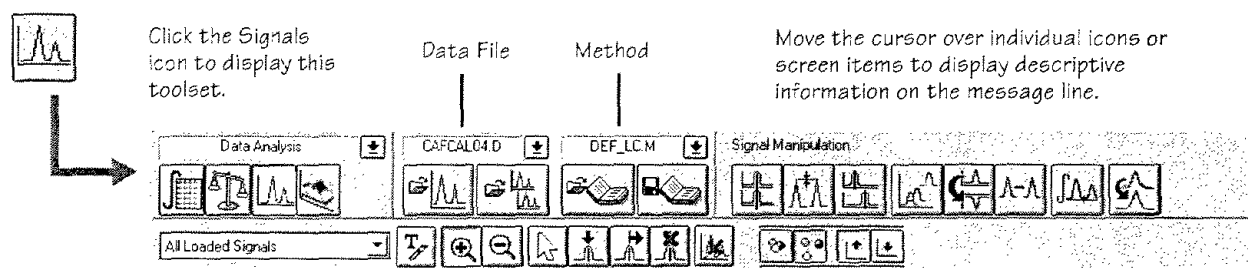 Click the Signals
icon to display this
toolset.
Data File
Method
Move the cursor over individual icons or
screen items to display descriptive
information on the message line.
Data Analysis
CAFCAL04.D
DEF_LC.M
Signal Manipulation
All Loaded Signals